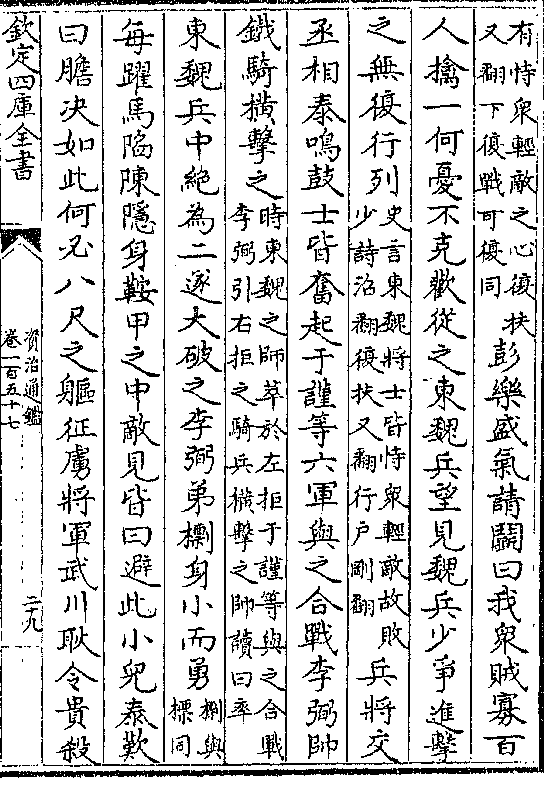 有恃衆輕敵之心復扶
又翻下復戰可復同
彭樂盛氣請鬬曰我衆賊寡百
人擒一何憂不克歡從之東魏兵望見魏兵少爭進擊
之無復行列
史言東魏將士皆恃衆輕敵故敗
少詩沼翻復扶又翻行户剛翻
兵將交
丞相泰鳴鼓士皆奮起于謹等六軍與之合戰李弼帥
鐵騎横擊之
時東魏之師萃於左拒于謹等與之合戰
李弼引右拒之騎兵横擊之帥讀曰率
東魏兵中絶為二遂大破之李弼弟檦身小而勇
檦與
標同
每躍馬陷陳隱身鞍甲之中敵見皆曰避此小兒泰歎
曰膽决如此何必八尺之軀征虜將軍武川耿令貴殺
欽定四庫全書
資治通鑑
卷一百五十七
二九